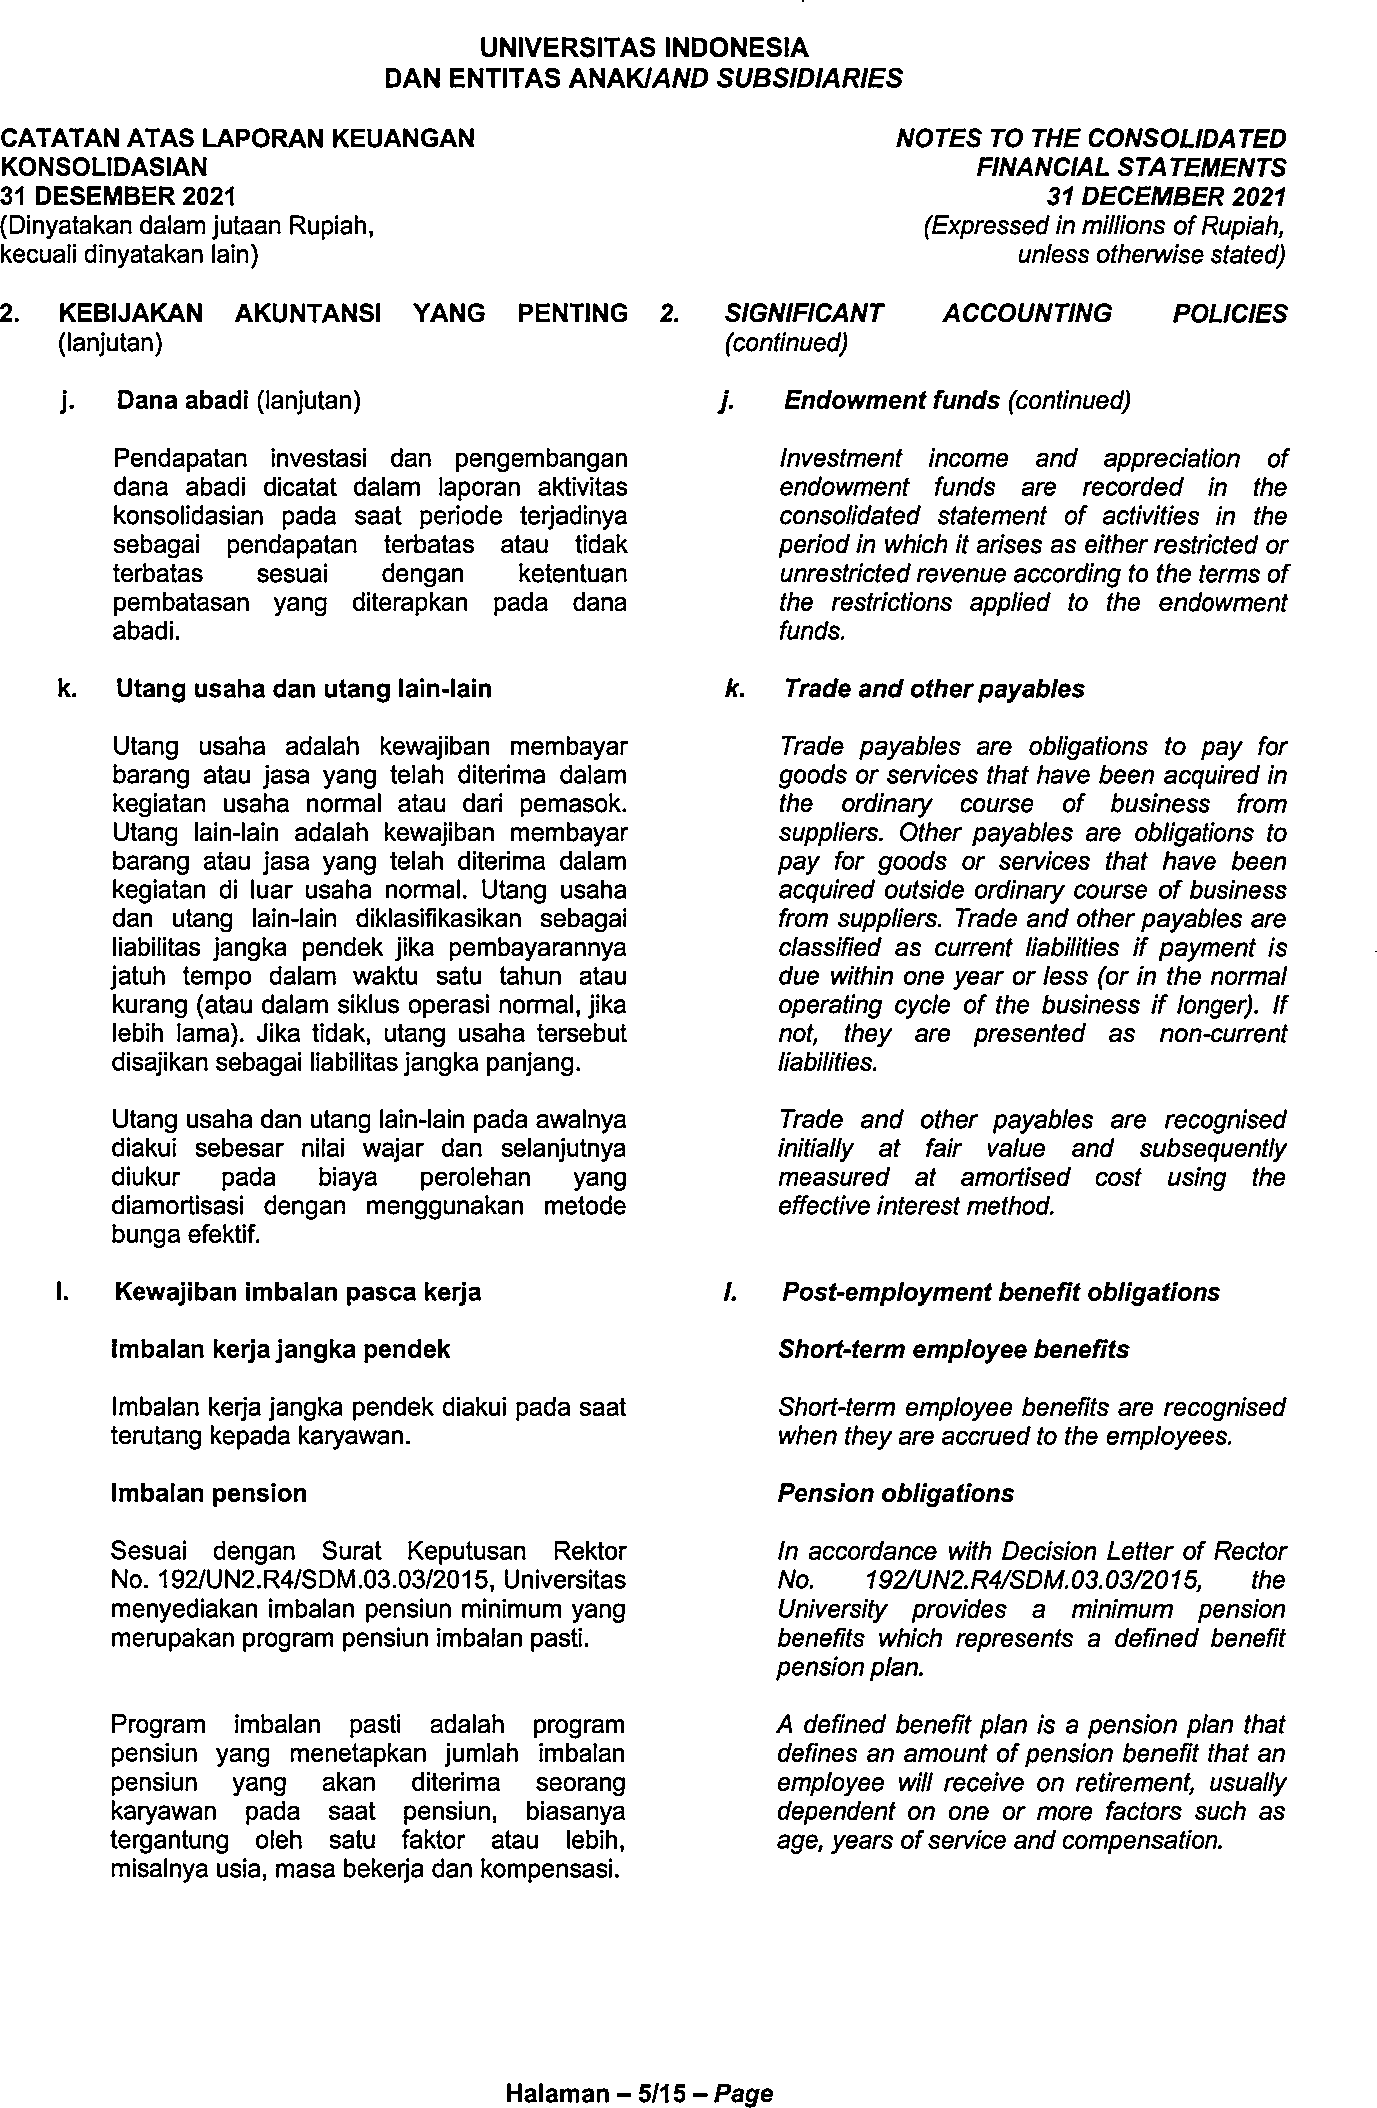 UNIVERSITAS INDONESIA
DAN ENTITAS ANAK/AND SUBSIDIARIES
CATATAN ATAS LAPORAN KEUANGAN
KONSOLIDASIAN
31 DESEMBER 2021
(Dinyatakan dalam jutaan Rupiah,
kecuali dinyatakan lain)
NOTES TO THE CONSOLIDATED
FINANCIAL STATEMENTS
31 DECEMBER 2021
(Expressed in millions of Rupiah,
unless otherwise stated)
2. KEBIJAKAN AKUNTANSI YANG PENTING
(lanjutan)
j. Dana abadi (lanjutan)
Pendapatan investasi dan pengembangan
dana abadi dicatat dalam laporan aktivitas
konsolidasian pada saat periode terjadinya
sebagai pendapatan terbatas atau tidak
terbatas sesuai dengan ketentuan
pembatasan yang diterapkan pada dana
abadi.
k. Utang usaha dan utang lain-lain
Utang usaha adalah kewajiban membayar
barang atau jasa yang telah diterima dalam
kegiatan usaha normal atau dari pemasok.
Utang lain-lain adalah kewajiban membayar
barang atau jasa yang telah diterima dalam
kegiatan di luar usaha normal. Utang usaha
dan utang lain-lain diklasifikasikan sebagai
liabilitas jangka pendek jika pembayarannya
jatuh tempo dalam waktu satu tahun atau
kurang (atau dalam siklus operasi normal, jika
lebih lama). Jika tidak, utang usaha tersebut
disajikan sebagai liabilitas jangka panjang.
Utang usaha dan utang lain-lain pada awalnya
diakui sebesar nilai wajar dan selanjutnya
diukur pada biaya perolehan yang
diamortisasi dengan menggunakan metode
bunga efektif.
l. Kewajiban imbalan pasca kerja
Imbalan kerja jangka pendek
Imbalan kerja jangka pendek diakui pada saat
terutang kepada karyawan.
Imbalan pension
Sesuai dengan Surat Keputusan Rektor
No. 192/UN2.R4/SDM.03.03/2015, Universitas
menyediakan imbalan pensiun minimum yang
merupakan program pensiun imbalan pasti.
Program imbalan pasti adalah program
pensiun yang menetapkan jumlah imbalan
pensiun yang akan diterima seorang
karyawan pada saat pensiun, biasanya
tergantung oleh satu faktor atau lebih,
misalnya usia, masa bekerja dan kompensasi.
2. SIGNIFICANT ACCOUNTING POLICIES
(continued)
j. Endowment funds (continued)
Investment income and appreciation of
endowment funds are recorded in the
consolidated statement of activities in the
period in which it arises as either restricted or
unrestricted revenue according to the terms of
the restrictions applied to the endowment
funds.
k. Trade and other payables
Trade payables are obligations to pay for
goods or services that have been acquired in
the ordinary course of business from
suppliers. Other payables are obligations to
pay for goods or services that have been
acquired outside ordinary course of business
from suppliers. Trade and other payables are
classified as current liabilities if payment is
due within one year or less (or in the normal
operating cycle of the business if longer). If
not, they are presented as non-current
liabilities.
Trade and other payables are recognised
initially at fair value and subsequently
measured at amortised cost using the
effective interest method.
l. Post-employment benefit obligations
Short-term employee benefits
Short-term employee benefits are recognised
when they are accrued to the employees.
Pension obligations
In accordance with Decision Letter of Rector
No. 192/UN2.R4/SDM.03.03/2015, the
University provides a minimum pension
benefits which represents a defined benefit
pension plan.
A defined benefit plan is a pension plan that
defines an amount of pension benefit that an
employee will receive on retirement, usually
dependent on one or more factors such as
age, years of service and compensation.
Halaman – 5/15 – Page